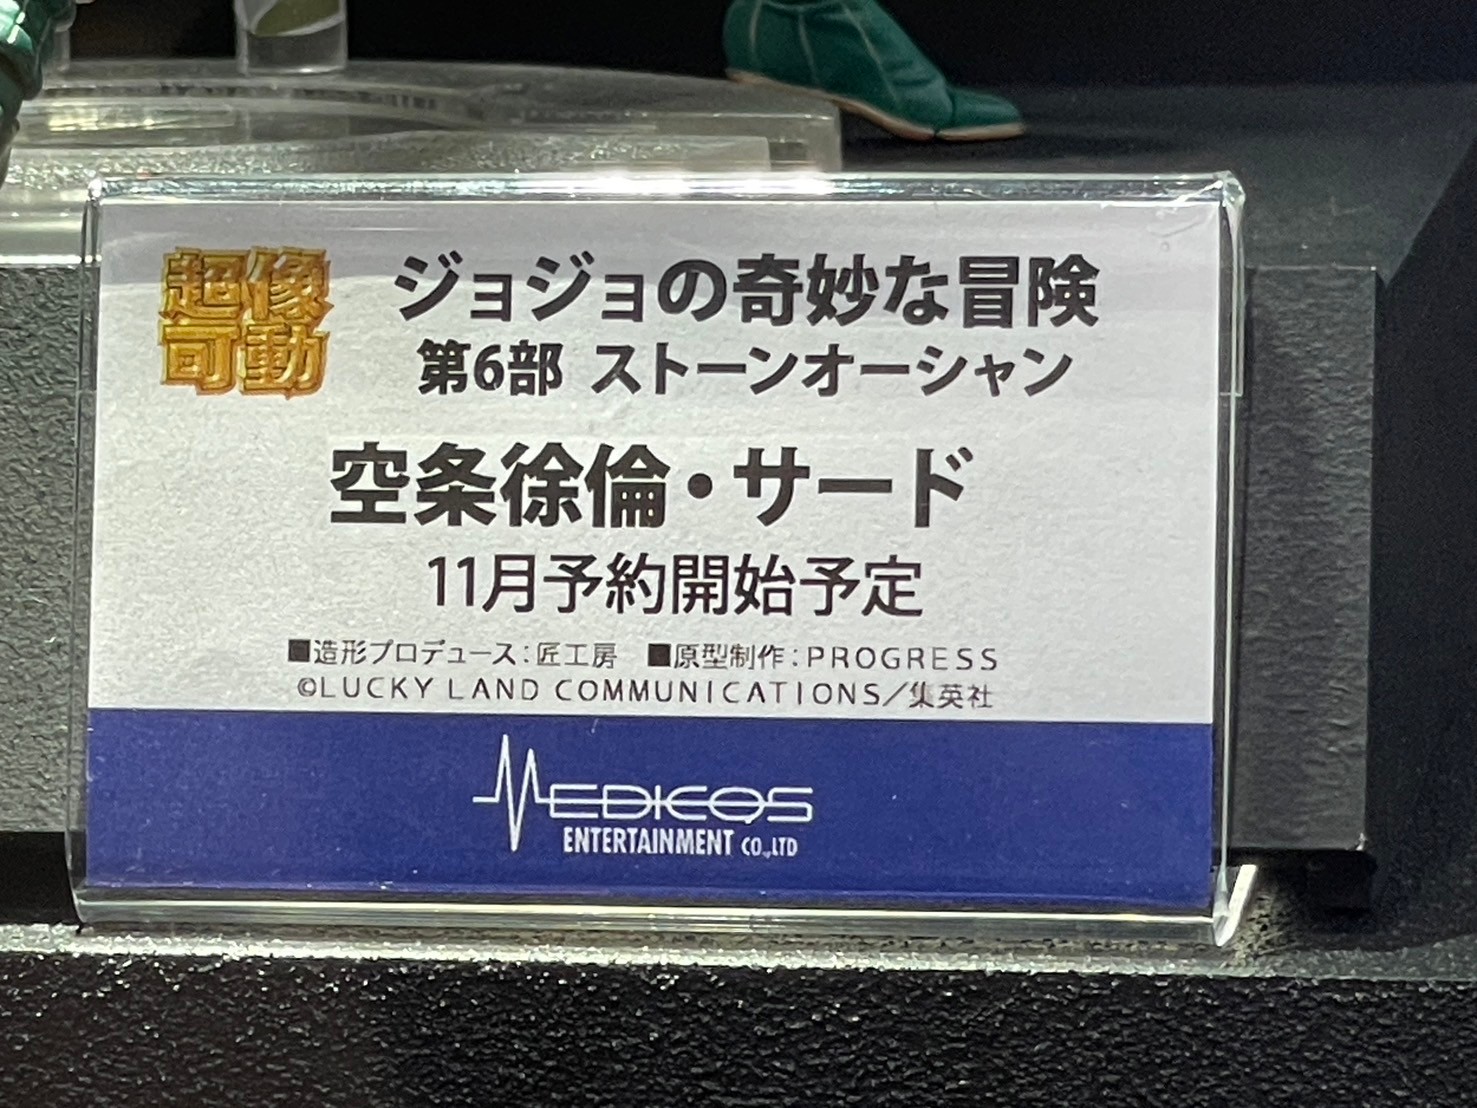 超像
可動
ジョジョの奇妙な冒険
第6部 ストーンオーシャン
空条徐倫・サード
11月予約開始予定
■造形プロデュース：匠工房 ■原型制作：PROGRESS
©LUCKY LAND COMMUNICATIONS／集英社
MEDICOS
ENTERTAINMENT CO.,LTD